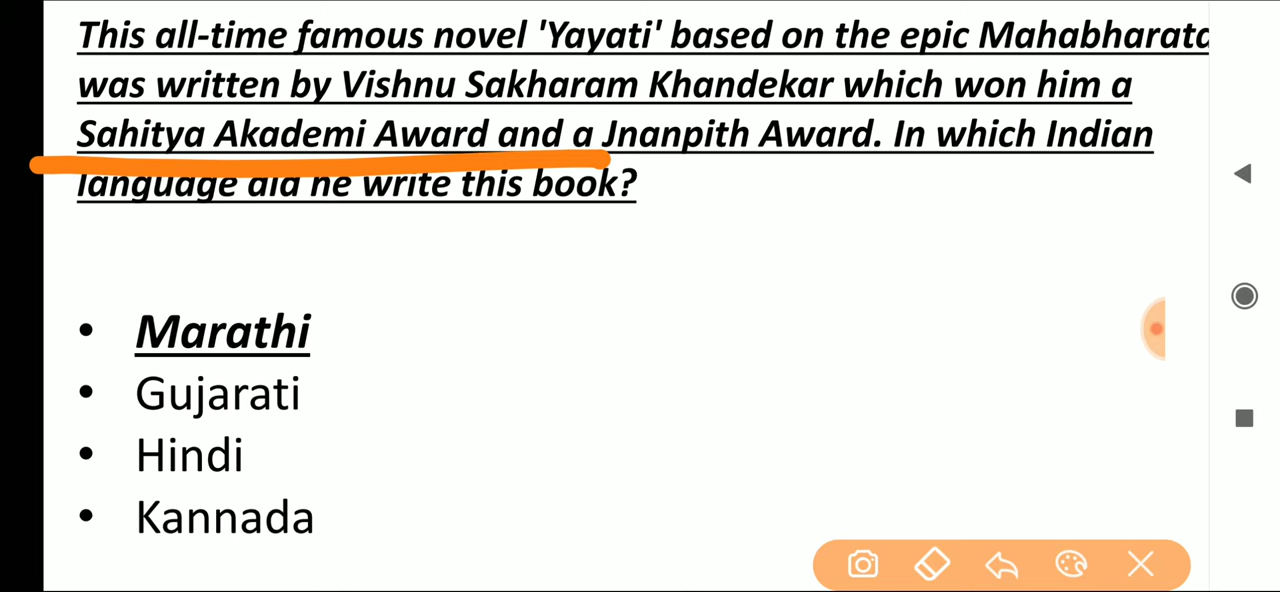 This all-time famous novel 'Yayati' based on the epic Mahabharata
was written by Vishnu Sakharam Khandekar which won him a
Sahitya Akademi Award and a Jnanpith Award. In which Indian
language did he write this book?
• Marathi
• Gujarati
• Hindi
• Kannada